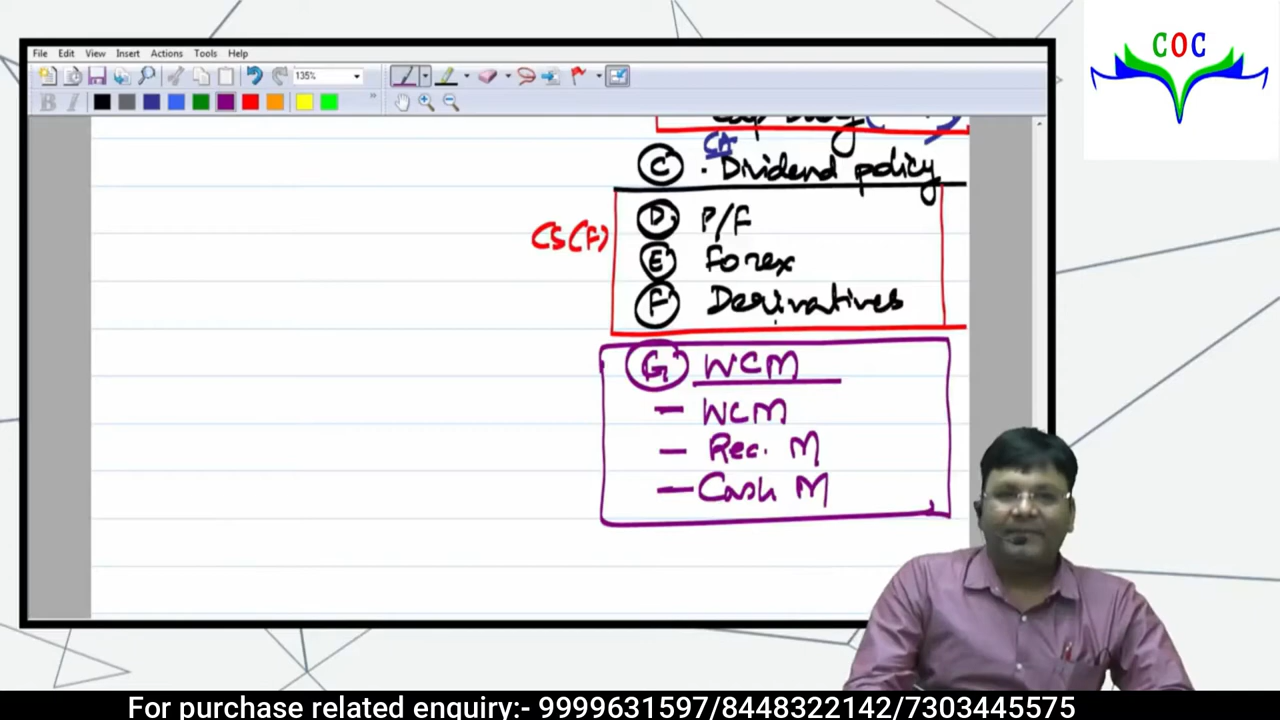 COC
File Edit View Insert Actions Tools Help
135%
B I
CA
C . Dividend policy
CS(F)
D P/F
E Forex
F Derivatives
G WCM
— WCM
— Rec. M
— Cash M
For purchase related enquiry:- 9999631597/8448322142/7303445575